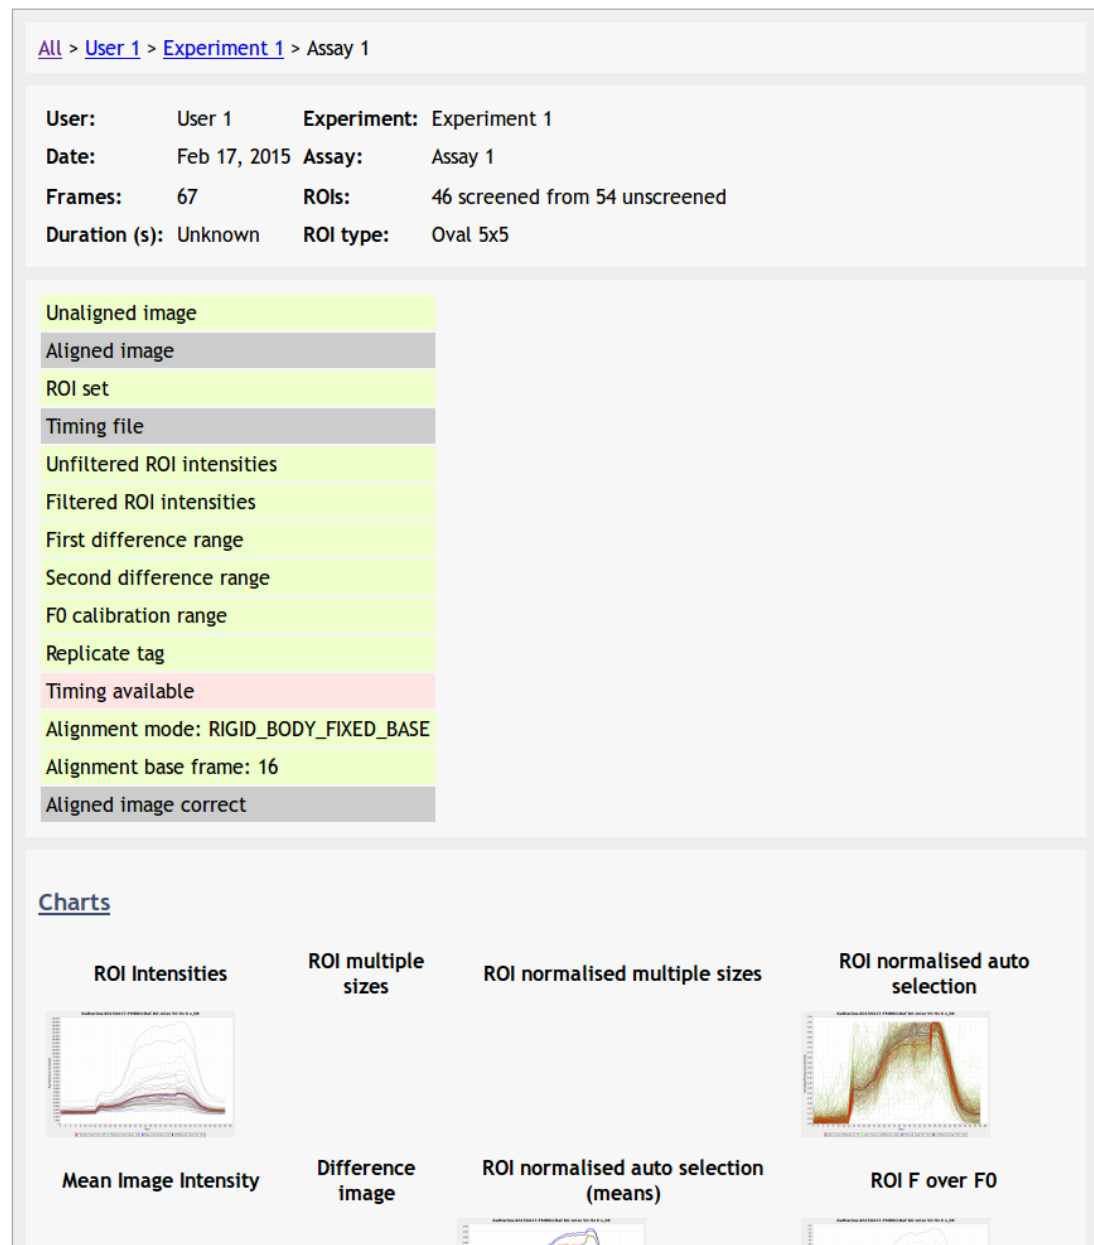 All > User 1 > Experiment 1 > Assay 1
User: User 1 Experiment: Experiment 1
Date: Feb 17, 2015 Assay: Assay 1
Frames: 67 ROIs: 46 screened from 54 unscreened
Duration (s): Unknown ROI type: Oval 5x5
Unaligned image
Aligned image
ROI set
Timing file
Unfiltered ROI intensities
Filtered ROI intensities
First difference range
Second difference range
F0 calibration range
Replicate tag
Timing available
Alignment mode: RIGID_BODY_FIXED_BASE
Alignment base frame: 16
Aligned image correct
Charts
ROI Intensities
ROI multiple
sizes
ROI normalised multiple sizes
ROI normalised auto
selection
Mean Image Intensity
Difference
image
ROI normalised auto selection
(means)
ROI F over F0